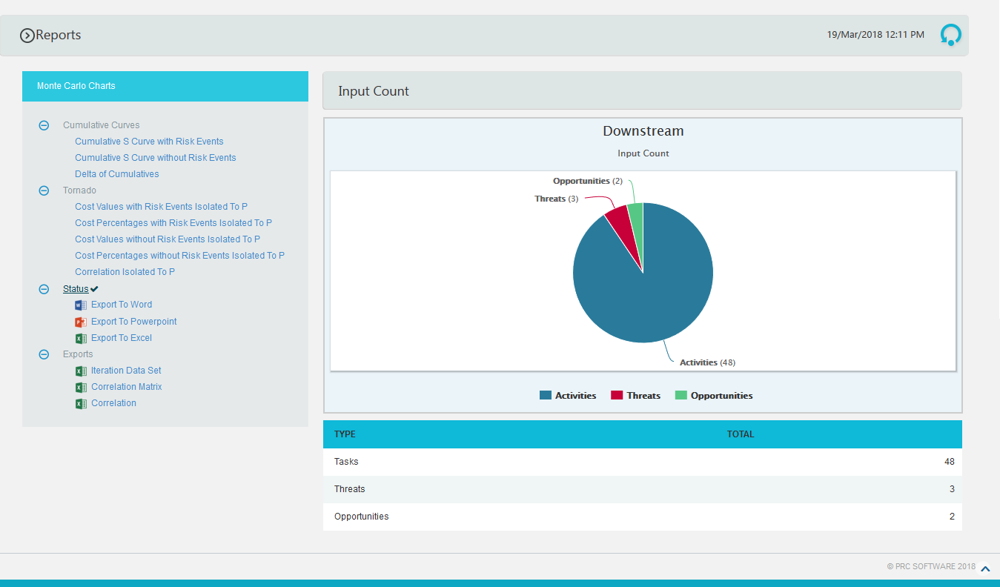 Reports
19/Mar/2018 12:11 PM
Monte Carlo Charts
Cumulative Curves
Cumulative S Curve with Risk Events
Cumulative S Curve without Risk Events
Delta of Cumulatives
Tornado
Cost Values with Risk Events Isolated To P
Cost Percentages with Risk Events Isolated To P
Cost Values without Risk Events Isolated To P
Cost Percentages without Risk Events Isolated To P
Correlation Isolated To P
Status
Export To Word
Export To Powerpoint
Export To Excel
Exports
Iteration Data Set
Correlation Matrix
Correlation
Input Count
Downstream
Input Count
Opportunities (2)
Threats (3)
Activities (48)
Activities Threats Opportunities
TYPE TOTAL
Tasks 48
Threats 3
Opportunities 2
© PRC SOFTWARE 2018